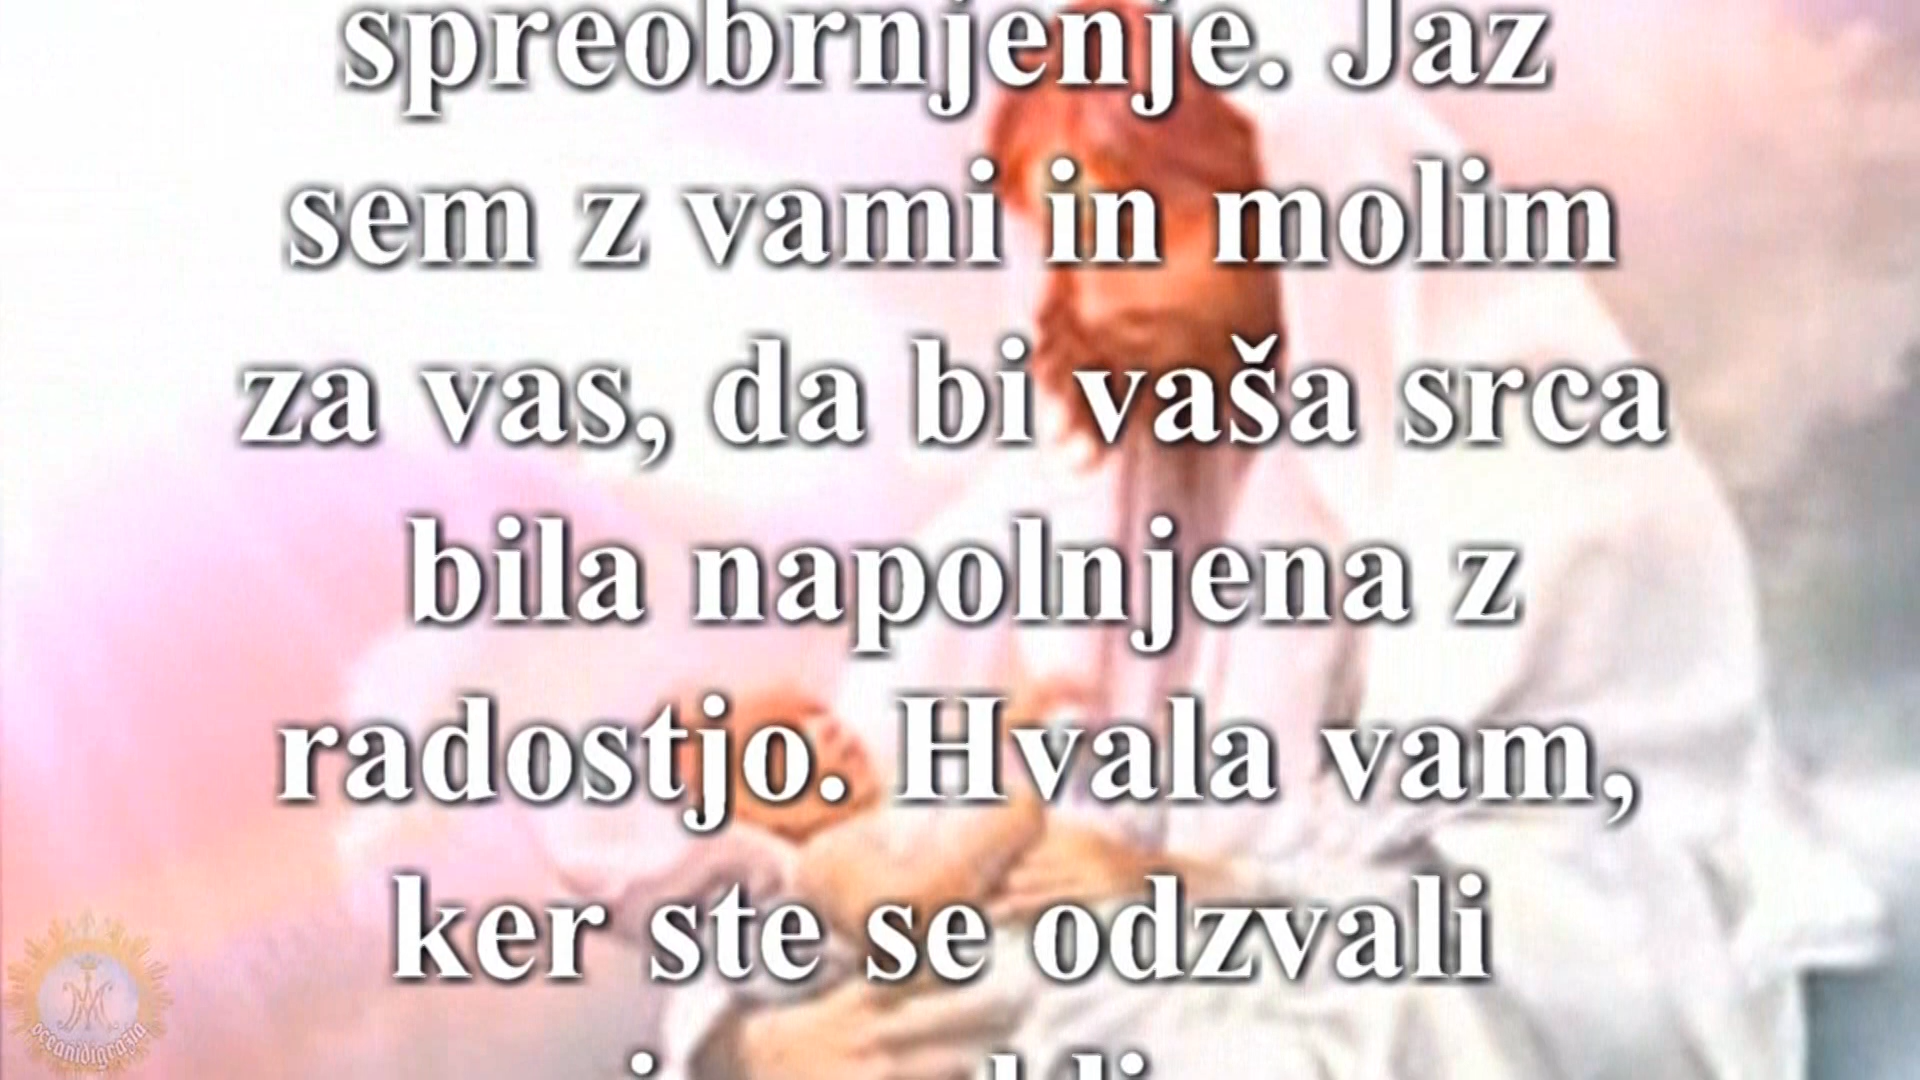 spreobrnjenje. Jaz
sem z vami in molim
za vas, da bi vaša srca
bila napolnjena z
radostjo. Hvala vam,
ker ste se odzvali
oceanidigrazia